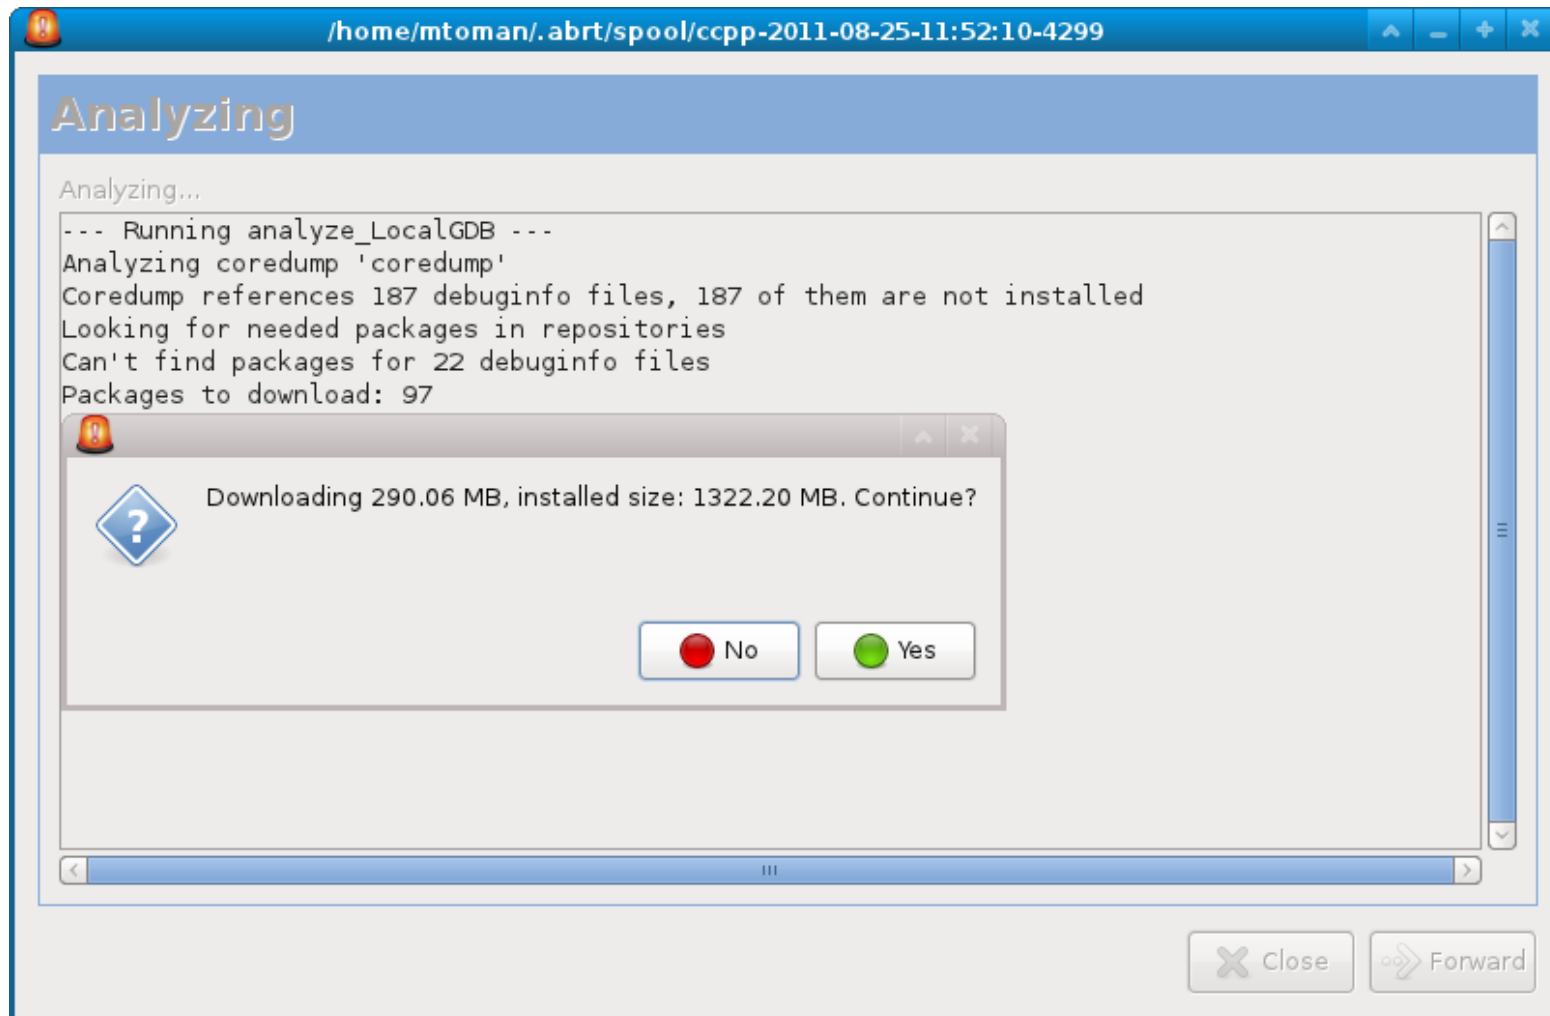 /home/mtoman/.abrt/spool/ccpp-2011-08-25-11:52:10-4299
Analyzing
Analyzing...
--- Running analyze_LocalGDB ---
Analyzing coredump 'coredump'
Coredump references 187 debuginfo files, 187 of them are not installed
Looking for needed packages in repositories
Can't find packages for 22 debuginfo files
Packages to download: 97
Downloading 290.06 MB, installed size: 1322.20 MB. Continue?
No
Yes
Close
Forward